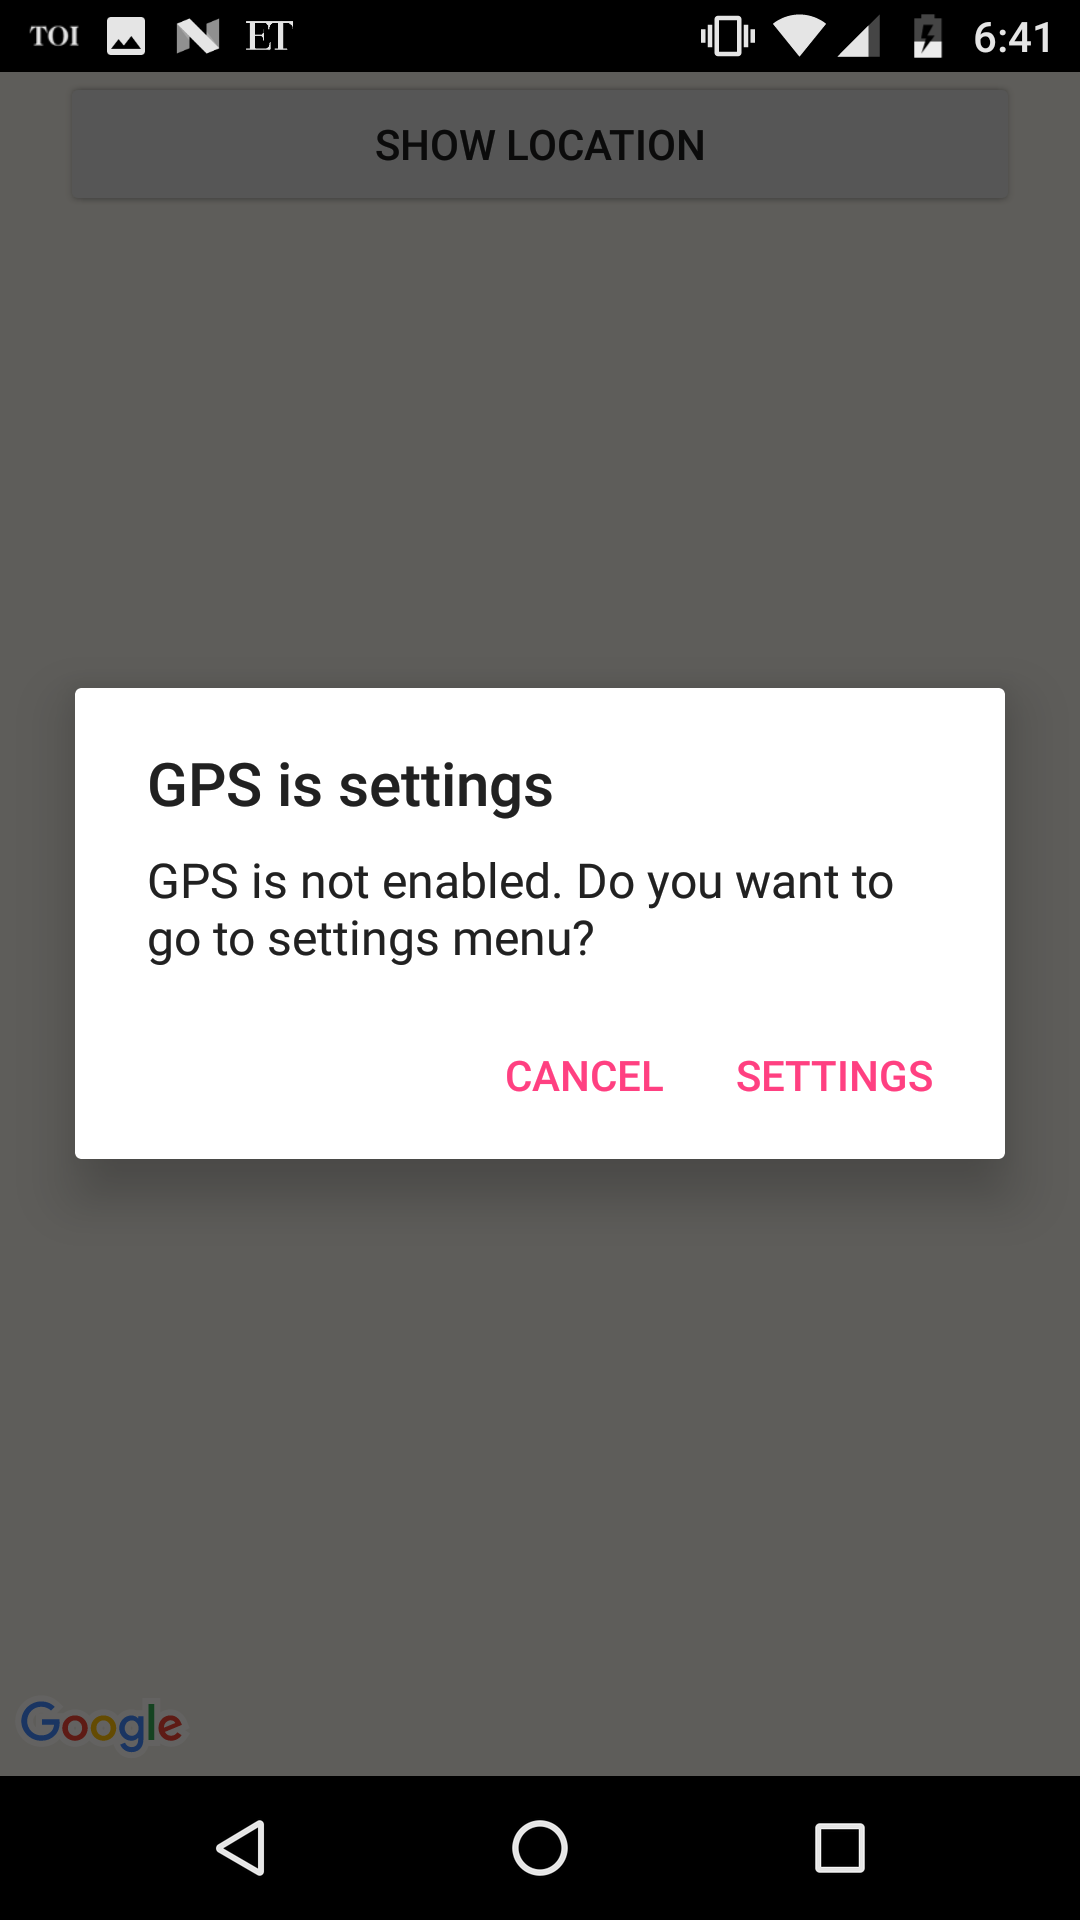 TOI N ET 6:41
SHOW LOCATION
GPS is settings
GPS is not enabled. Do you want to
go to settings menu?
CANCEL SETTINGS
Google